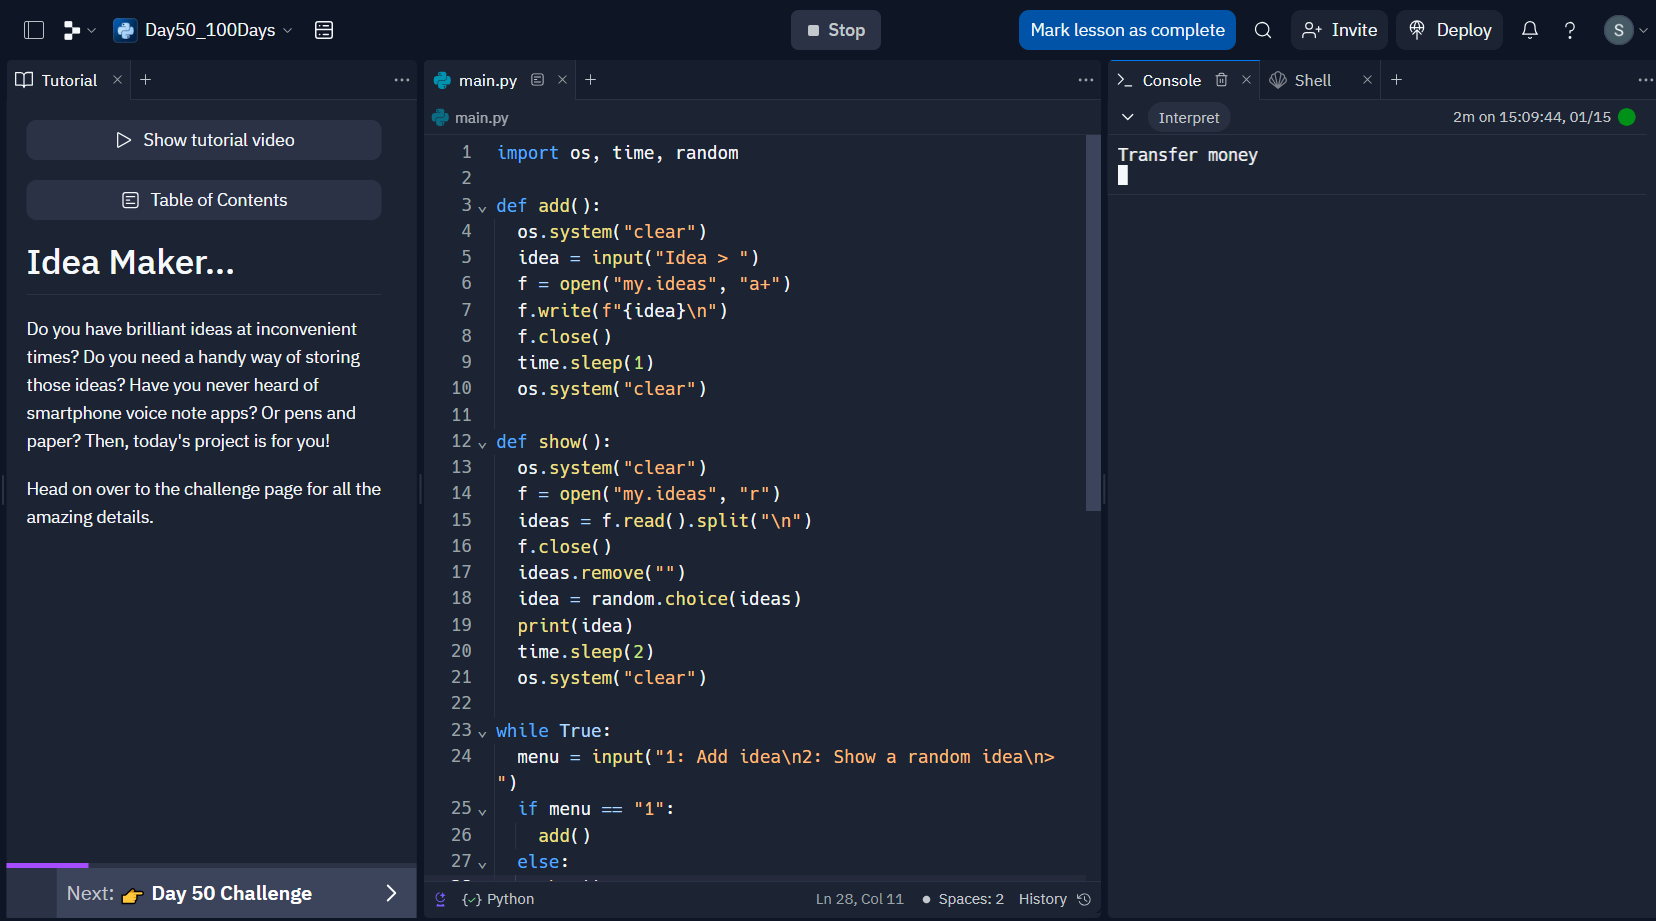 Day50_100Days
Stop
Mark lesson as complete
Invite
Deploy
S
Tutorial
Show tutorial video
Table of Contents
Idea Maker...
Do you have brilliant ideas at inconvenient
times? Do you need a handy way of storing
those ideas? Have you never heard of
smartphone voice note apps? Or pens and
paper? Then, today's project is for you!
Head on over to the challenge page for all the
amazing details.
Next: 👉 Day 50 Challenge
main.py
main.py
1 import os, time, random
2
3 def add():
4   os.system("clear")
5   idea = input("Idea > ")
6   f = open("my.ideas", "a+")
7   f.write(f"{idea}\n")
8   f.close()
9   time.sleep(1)
10   os.system("clear")
11
12 def show():
13   os.system("clear")
14   f = open("my.ideas", "r")
15   ideas = f.read().split("\n")
16   f.close()
17   ideas.remove("")
18   idea = random.choice(ideas)
19   print(idea)
20   time.sleep(2)
21   os.system("clear")
22
23 while True:
24   menu = input("1: Add idea\n2: Show a random idea\n>
")
25   if menu == "1":
26     add()
27   else:
Python
Ln 28, Col 11
Spaces: 2
History
Console
Shell
Interpret
2m on 15:09:44, 01/15
Transfer money